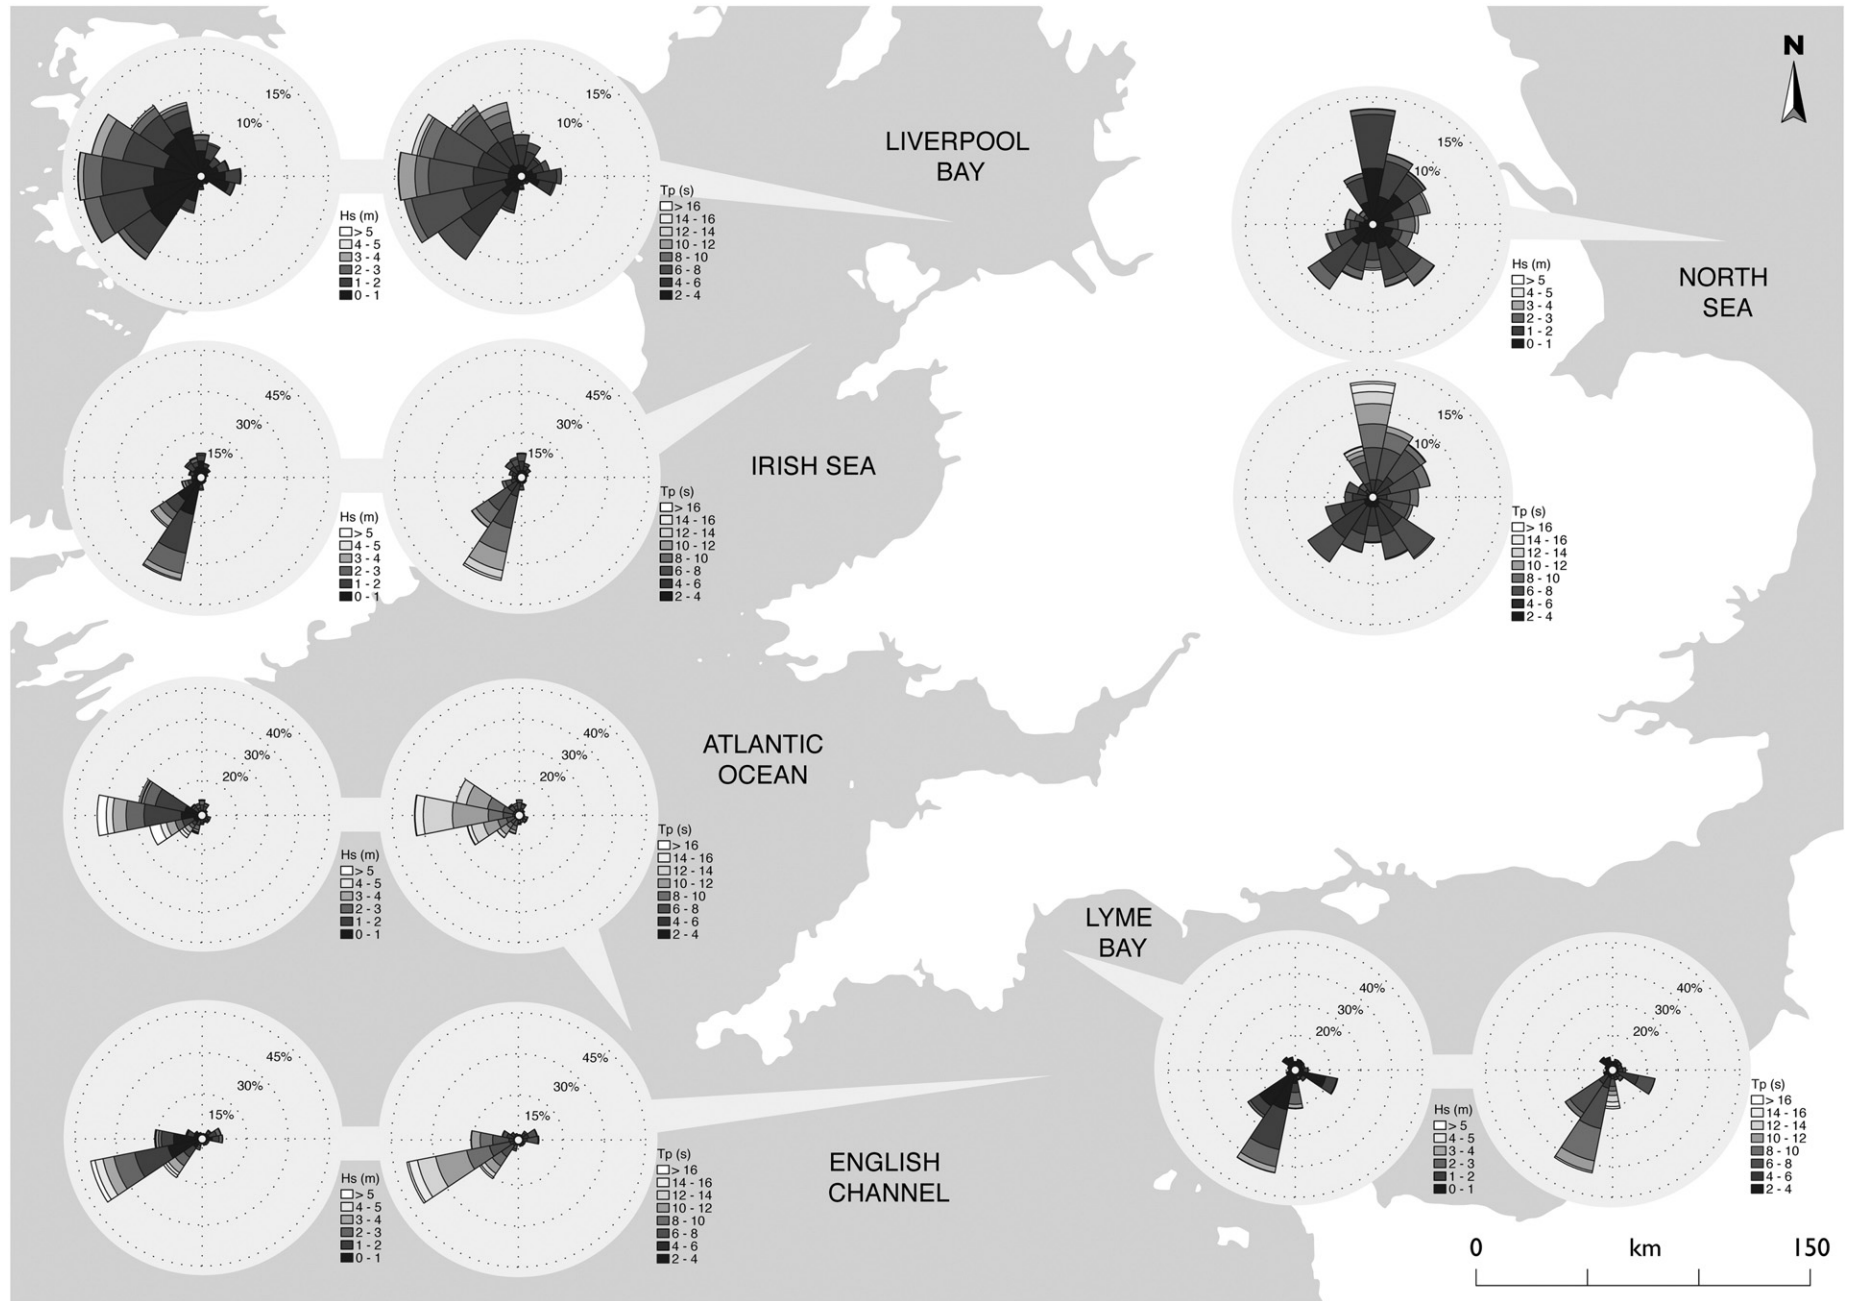 N
15%
10%
15%
10%
Hs (m)
> 5
4 - 5
3 - 4
2 - 3
1 - 2
0 - 1
Tp (s)
> 16
14 - 16
12 - 14
10 - 12
8 - 10
6 - 8
4 - 6
2 - 4
LIVERPOOL
BAY
15%
10%
Hs (m)
> 5
4 - 5
3 - 4
2 - 3
1 - 2
0 - 1
NORTH
SEA
45%
30%
15%
45%
30%
15%
Hs (m)
> 5
4 - 5
3 - 4
2 - 3
1 - 2
0 - 1
Tp (s)
> 16
14 - 16
12 - 14
10 - 12
8 - 10
6 - 8
4 - 6
2 - 4
IRISH SEA
15%
10%
Tp (s)
> 16
14 - 16
12 - 14
10 - 12
8 - 10
6 - 8
4 - 6
2 - 4
40%
30%
20%
40%
30%
20%
Hs (m)
> 5
4 - 5
3 - 4
2 - 3
1 - 2
0 - 1
Tp (s)
> 16
14 - 16
12 - 14
10 - 12
8 - 10
6 - 8
4 - 6
2 - 4
ATLANTIC
OCEAN
LYME
BAY
45%
30%
15%
45%
30%
15%
Hs (m)
> 5
4 - 5
3 - 4
2 - 3
1 - 2
0 - 1
Tp (s)
> 16
14 - 16
12 - 14
10 - 12
8 - 10
6 - 8
4 - 6
2 - 4
ENGLISH
CHANNEL
40%
30%
20%
40%
30%
20%
Hs (m)
> 5
4 - 5
3 - 4
2 - 3
1 - 2
0 - 1
Tp (s)
> 16
14 - 16
12 - 14
10 - 12
8 - 10
6 - 8
4 - 6
2 - 4
0 km 150